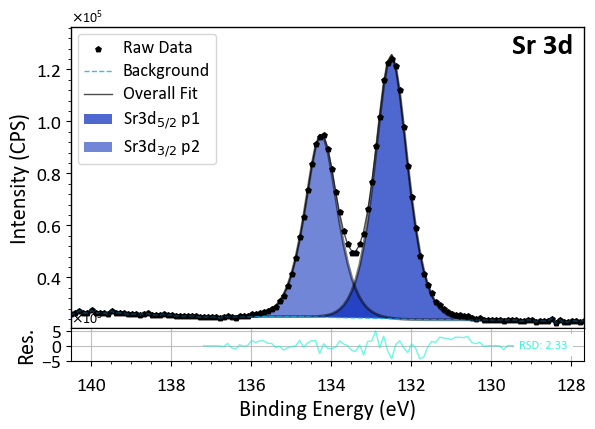 ×10⁵
Sr 3d
Raw Data
Background
Overall Fit
Sr3d5/2 p1
Sr3d3/2 p2
1.2
1.0
0.8
0.6
0.4
Intensity (CPS)
5
0
−5
Res.
RSD: 2.33
140 138 136 134 132 130 128
Binding Energy (eV)